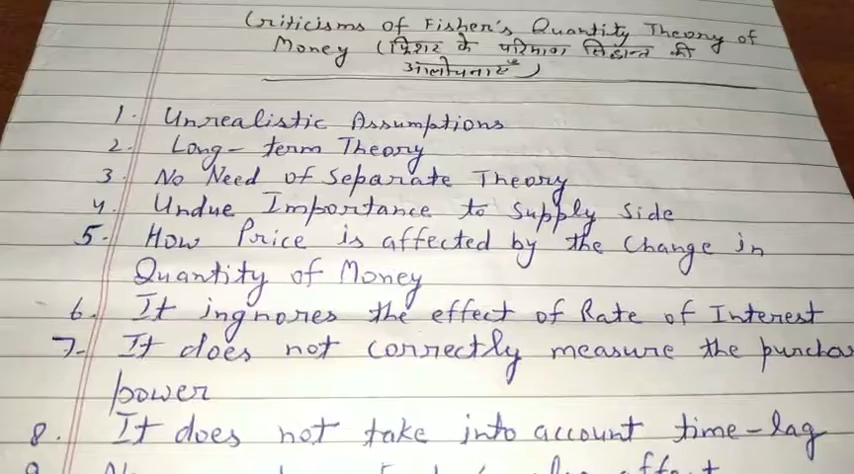 Criticisms of Fisher's Quantity Theory of
Money (फिशर के परिमाण सिद्धान्त की
आलोचनाएँ)
1. Unrealistic Assumptions
2. Long-term Theory
3. No Need of Separate Theory
4. Undue Importance to Supply Side
5. How Price is affected by the Change in
Quantity of Money
6. It ingnores the effect of Rate of Interest
7. It does not correctly measure the purchas
power
8. It does not take into account time-lag